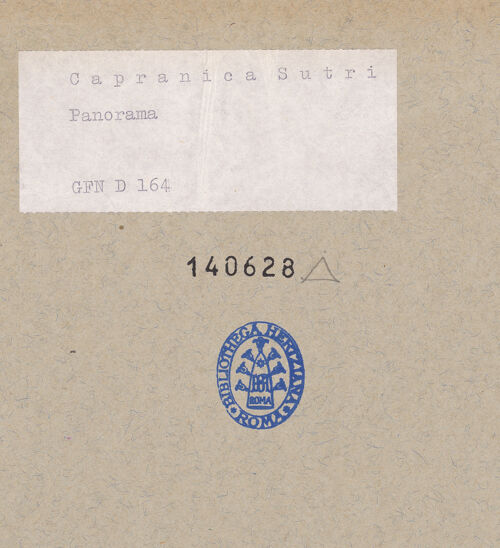 Capranica Sutri
Panorama
GFN D 164
140628
BIBLIOTHECA HERTZIANA
ROMA
ROMA